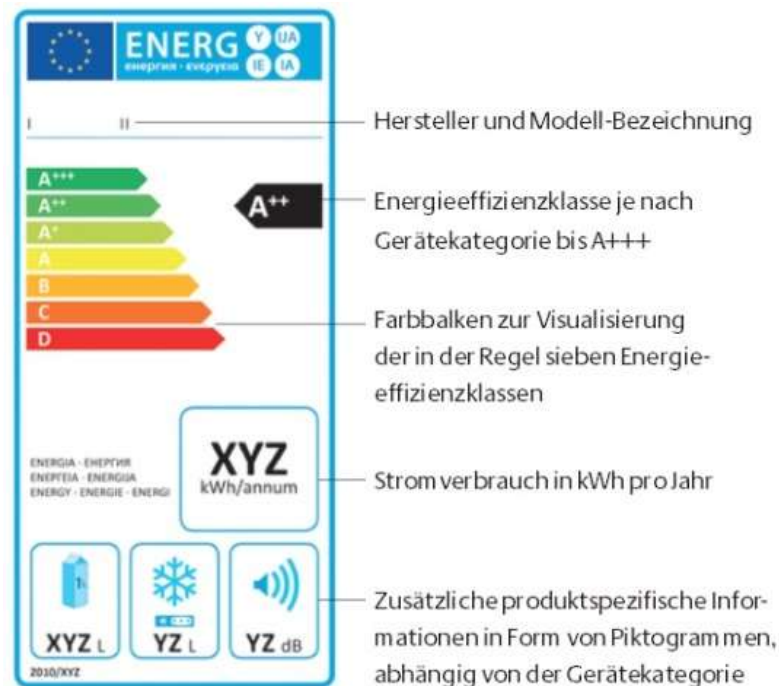 ENERG Y IJA
енергия · ενεργεια IE IA
I II
Hersteller und Modell-Bezeichnung
A+++
A++
A+
A
B
C
D
A++
Energieeffizienzklasse je nach
Gerätekategorie bis A+++
Farbbalken zur Visualisierung
der in der Regel sieben Energie-
effizienzklassen
ENERGIA · ЕНЕРГИЯ
ΕΝΕΡΓΕΙΑ · ENERGIJA
ENERGY · ENERGIE · ENERGI
XYZ
kWh/annum
Stromverbrauch in kWh pro Jahr
XYZ L
YZ L
YZ dB
Zusätzliche produktspezifische Infor-
mationen in Form von Piktogrammen,
abhängig von der Gerätekategorie
2010/XYZ